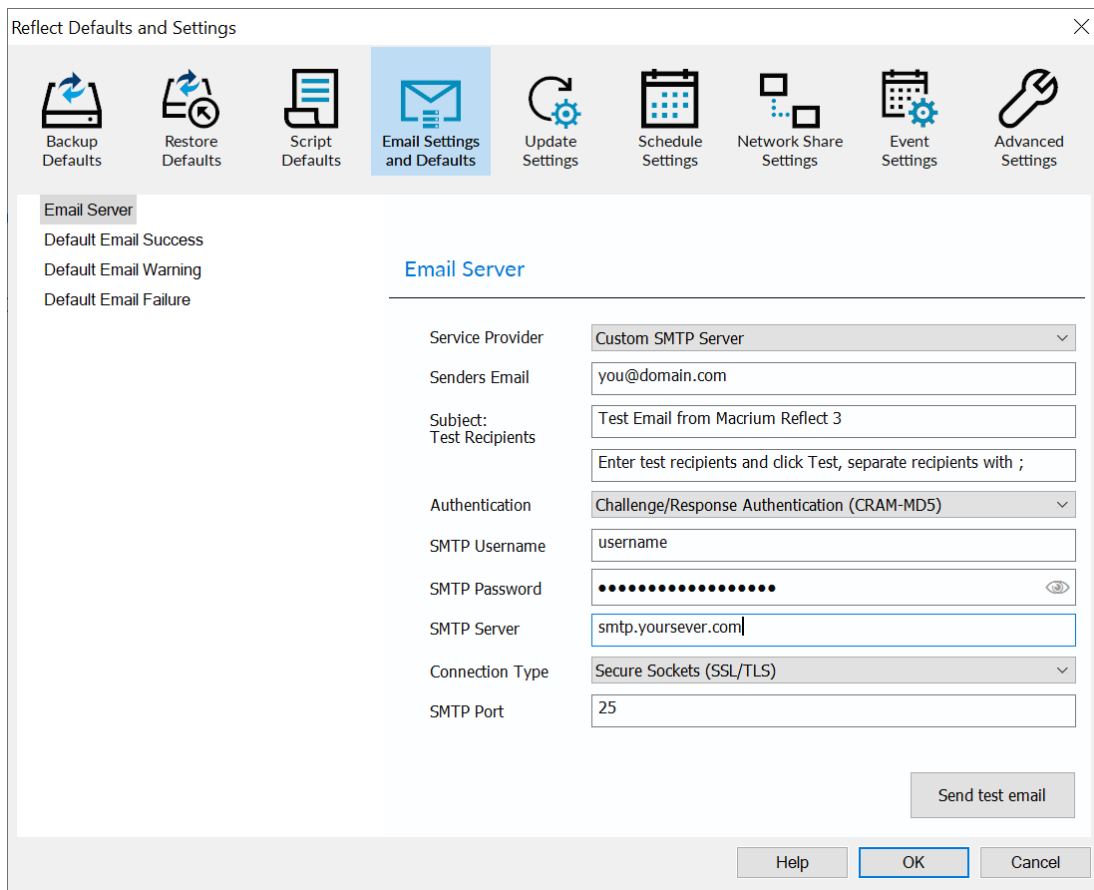 Reflect Defaults and Settings
Backup
Defaults
Restore
Defaults
Script
Defaults
Email Settings
and Defaults
Update
Settings
Schedule
Settings
Network Share
Settings
Event
Settings
Advanced
Settings
Email Server
Default Email Success
Default Email Warning
Default Email Failure
Email Server
Service Provider
Custom SMTP Server
Senders Email
you@domain.com
Subject:
Test Email from Macrium Reflect 3
Test Recipients
Enter test recipients and click Test, separate recipients with ;
Authentication
Challenge/Response Authentication (CRAM-MD5)
SMTP Username
username
SMTP Password
••••••••••••••••••
SMTP Server
smtp.yoursever.com
Connection Type
Secure Sockets (SSL/TLS)
SMTP Port
25
Send test email
Help
OK
Cancel